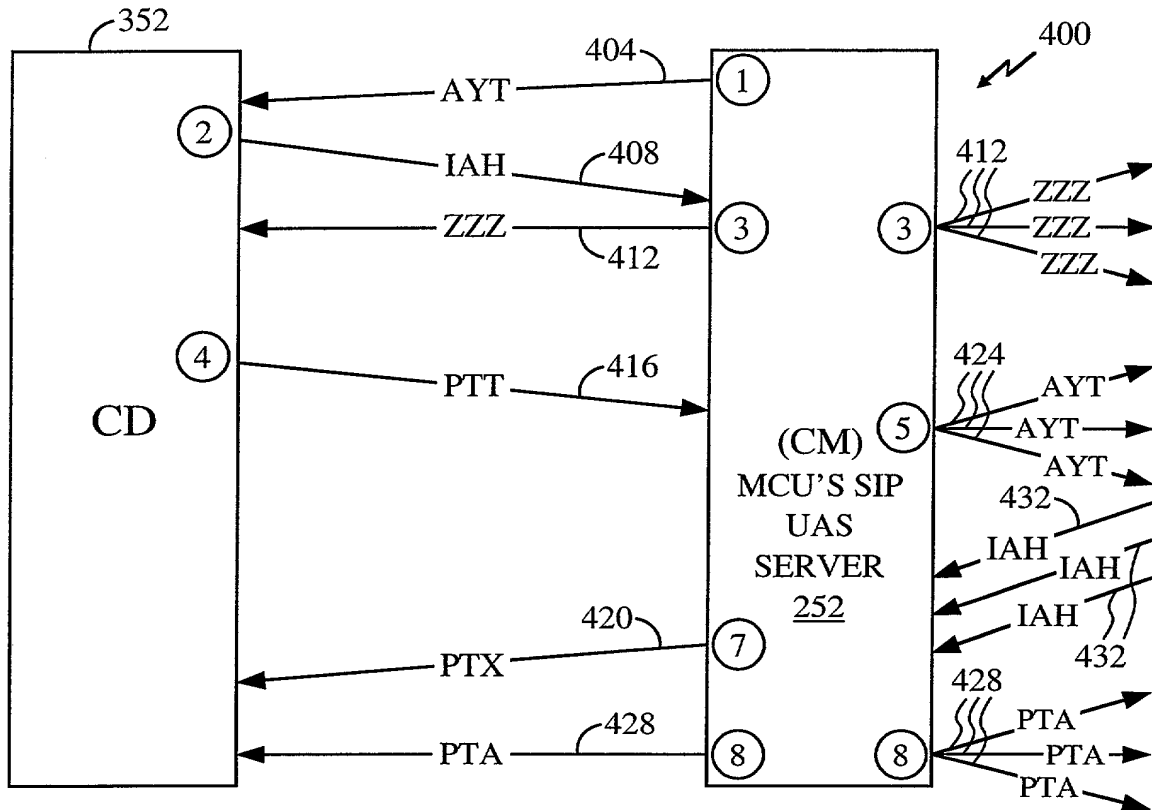 352
404
400
AYT
1
2
IAH
408
412
ZZZ
ZZZ
3
3
ZZZ
412
ZZZ
4
PTT
416
424
AYT
5
AYT
AYT
CD
(CM)
MCU'S SIP
UAS
SERVER
252
432
IAH
IAH
IAH
432
420
7
PTX
428
428
PTA
PTA
8
8
PTA
PTA